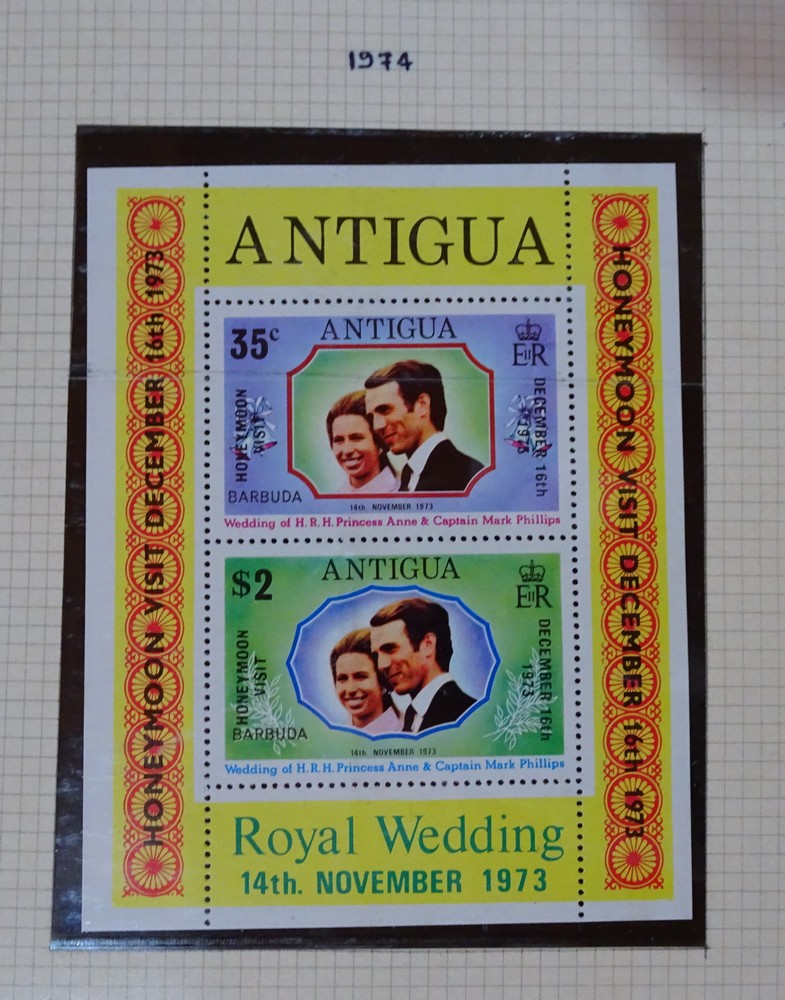 1974
ANTIGUA
HONEYMOON VISIT DECEMBER 16th 1973
HONEYMOON VISIT DECEMBER 16th 1973
35c
ANTIGUA
EIIR
HONEYMOON
VISIT
DECEMBER 16th
1973
BARBUDA
14th. NOVEMBER 1973
Wedding of H.R.H. Princess Anne & Captain Mark Phillips
$2
ANTIGUA
EIIR
HONEYMOON
VISIT
DECEMBER 16th
1973
BARBUDA
14th. NOVEMBER 1973
Wedding of H.R.H. Princess Anne & Captain Mark Phillips
Royal Wedding
14th. NOVEMBER 1973